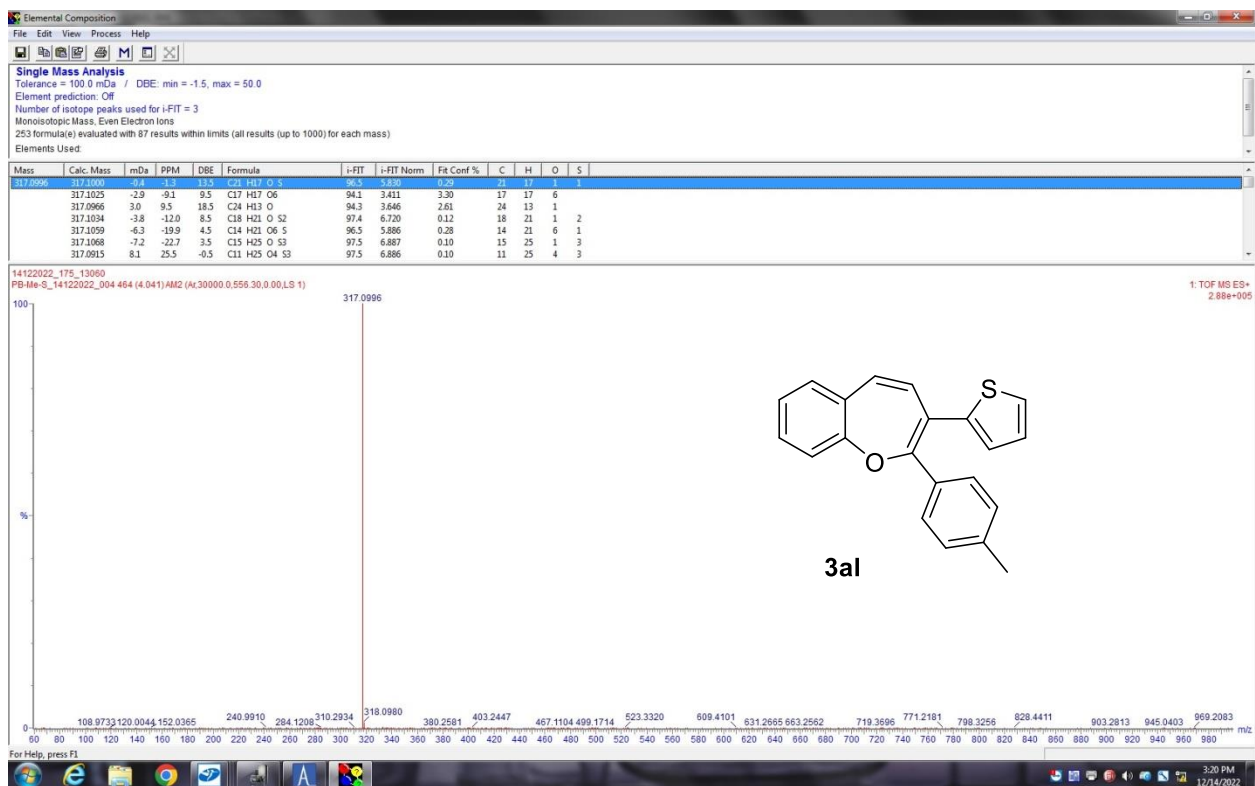 Elemental Composition
File Edit View Process Help
Single Mass Analysis
Tolerance = 100.0 mDa / DBE: min = -1.5, max = 50.0
Element prediction: Off
Number of isotope peaks used for i-FIT = 3
Monoisotopic Mass, Even Electron Ions
253 formula(e) evaluated with 87 results within limits (all results (up to 1000) for each mass)
Elements Used:
Mass Calc. Mass mDa PPM DBE Formula i-FIT i-FIT Norm Fit Conf % C H O S
317.0996 317.1000 -0.4 -1.3 13.5 C21 H17 O S 96.5 5.830 0.29 21 17 1 1
317.1025 -2.9 -9.1 9.5 C17 H17 O6 94.1 3.411 3.30 17 17 6
317.0966 3.0 9.5 18.5 C24 H13 O 94.3 3.646 2.61 24 13 1
317.1034 -3.8 -12.0 8.5 C18 H21 O S2 97.4 6.720 0.12 18 21 1 2
317.1059 -6.3 -19.9 4.5 C14 H21 O6 S 96.5 5.886 0.28 14 21 6 1
317.1068 -7.2 -22.7 3.5 C15 H25 O S3 97.5 6.887 0.10 15 25 1 3
317.0915 8.1 25.5 -0.5 C11 H25 O4 S3 97.5 6.886 0.10 11 25 4 3
14122022_175_13060
PB-Me-S_14122022_004 464 (4.041) AM2 (Ar,30000.0,556.30,0.00,LS 1)
1: TOF MS ES+
2.88e+005
100
317.0996
S
O
%
3al
108.9733 120.0044 152.0365 240.9910 284.1208 310.2934 318.0980 380.2581 403.2447 467.1104 499.1714 523.3320 609.4101 631.2665 663.2562 719.3696 771.2181 798.3256 828.4411 903.2813 945.0403 969.2083
0
60 80 100 120 140 160 180 200 220 240 260 280 300 320 340 360 380 400 420 440 460 480 500 520 540 560 580 600 620 640 660 680 700 720 740 760 780 800 820 840 860 880 900 920 940 960 980 m/z
For Help, press F1
3:20 PM
12/14/2022